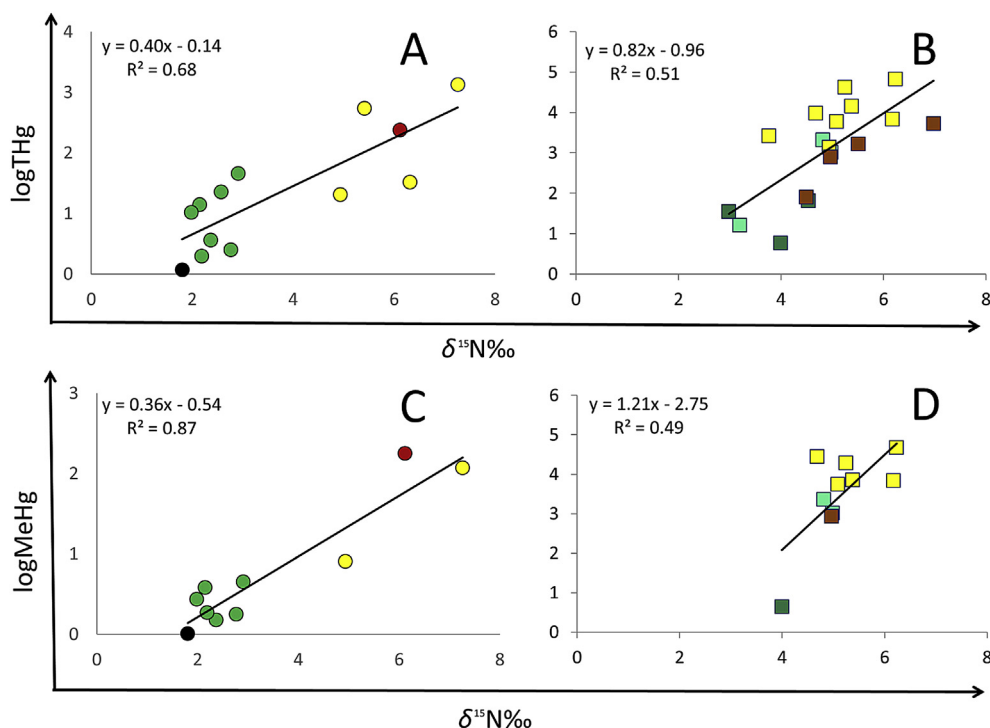 y = 0.40x - 0.14
R² = 0.68
A
logTHg
4
3
2
1
0
0 2 4 6 8
y = 0.82x - 0.96
R² = 0.51
B
6
5
4
3
2
1
0
0 2 4 6 8
δ¹⁵N‰
y = 0.36x - 0.54
R² = 0.87
C
logMeHg
3
2
1
0
0 2 4 6 8
y = 1.21x - 2.75
R² = 0.49
D
6
5
4
3
2
1
0
0 2 4 6 8
δ¹⁵N‰